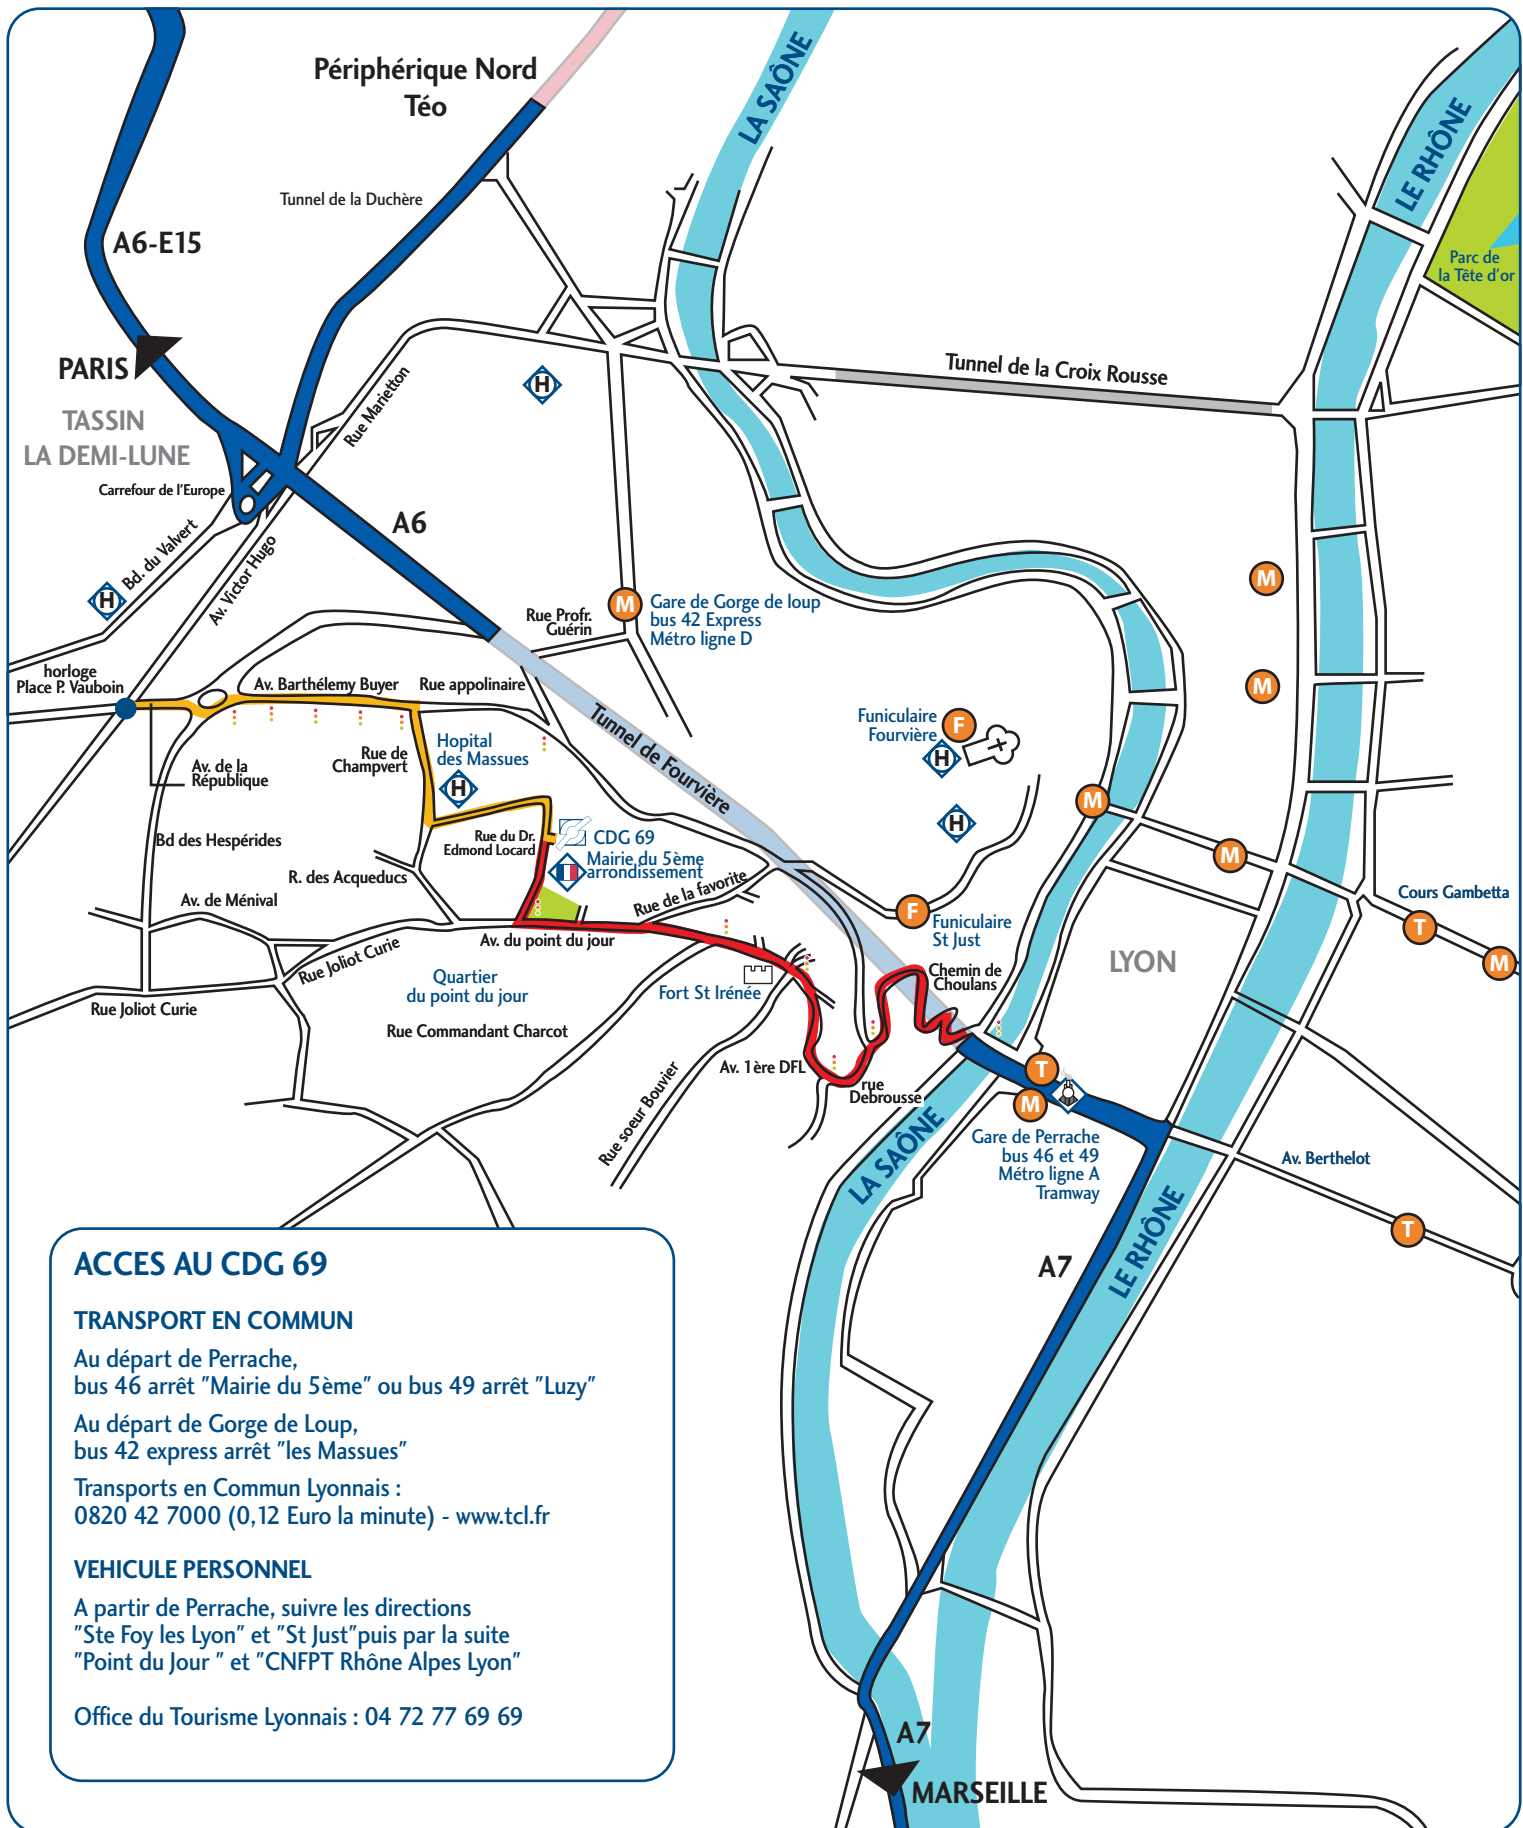 Périphérique Nord
Téo
LA SAÔNE
LE RHÔNE
Tunnel de la Duchère
A6-E15
Parc de
la Tête d'or
PARIS
TASSIN
LA DEMI-LUNE
Rue Marietton
Tunnel de la Croix Rousse
H
Carrefour de l'Europe
A6
Bd. du Valvert
Av. Victor Hugo
H
M
M
Gare de Gorge de loup
bus 42 Express
Métro ligne D
Rue Profr.
Guérin
horloge
Place P. Vauboin
Av. Barthélemy Buyer
Rue appolinaire
M
Tunnel de Fourvière
Funiculaire
Fourvière
F
H
Rue de
Champvert
Hopital
des Massues
H
Av. de la
République
M
H
Bd des Hespérides
Rue du Dr.
Edmond Locard
CDG 69
Mairie du 5ème
arrondissement
M
R. des Acqueducs
Rue de la favorite
Av. de Ménival
Cours Gambetta
F
Funiculaire
St Just
T
M
Av. du point du jour
Rue Joliot Curie
LYON
Quartier
du point du jour
Fort St Irénée
Chemin de
Choulans
Rue Joliot Curie
Rue Commandant Charcot
Av. 1ère DFL
rue
Debrousse
T
M
Rue soeur Bouvier
LA SAÔNE
Gare de Perrache
bus 46 et 49
Métro ligne A
Tramway
Av. Berthelot
T
LE RHÔNE
A7
ACCES AU CDG 69
TRANSPORT EN COMMUN
Au départ de Perrache,
bus 46 arrêt "Mairie du 5ème" ou bus 49 arrêt "Luzy"
Au départ de Gorge de Loup,
bus 42 express arrêt "les Massues"
Transports en Commun Lyonnais :
0820 42 7000 (0,12 Euro la minute) - www.tcl.fr
VEHICULE PERSONNEL
A partir de Perrache, suivre les directions
"Ste Foy les Lyon" et "St Just"puis par la suite
"Point du Jour " et "CNFPT Rhône Alpes Lyon"
Office du Tourisme Lyonnais : 04 72 77 69 69
A7
MARSEILLE